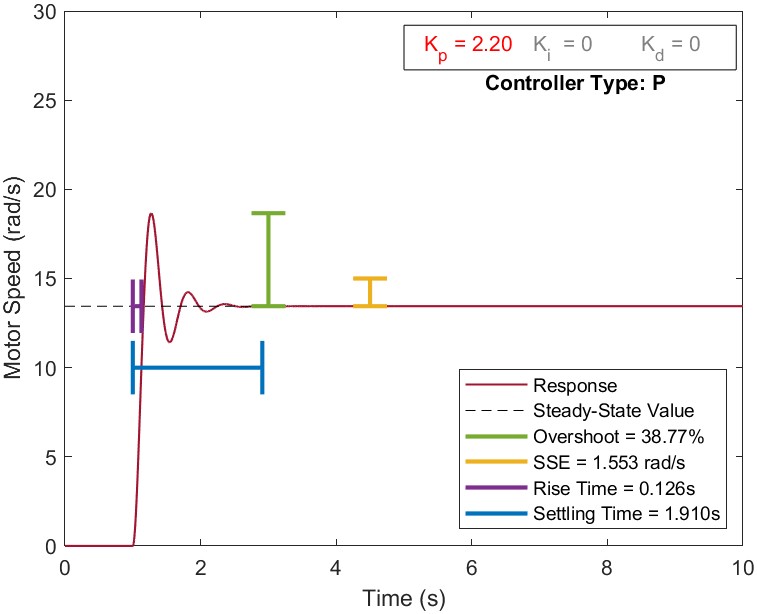 K_p = 2.20 K_i = 0 K_d = 0
Controller Type: P
30
25
20
15
10
5
0
Motor Speed (rad/s)
Response
Steady-State Value
Overshoot = 38.77%
SSE = 1.553 rad/s
Rise Time = 0.126s
Settling Time = 1.910s
0 2 4 6 8 10
Time (s)